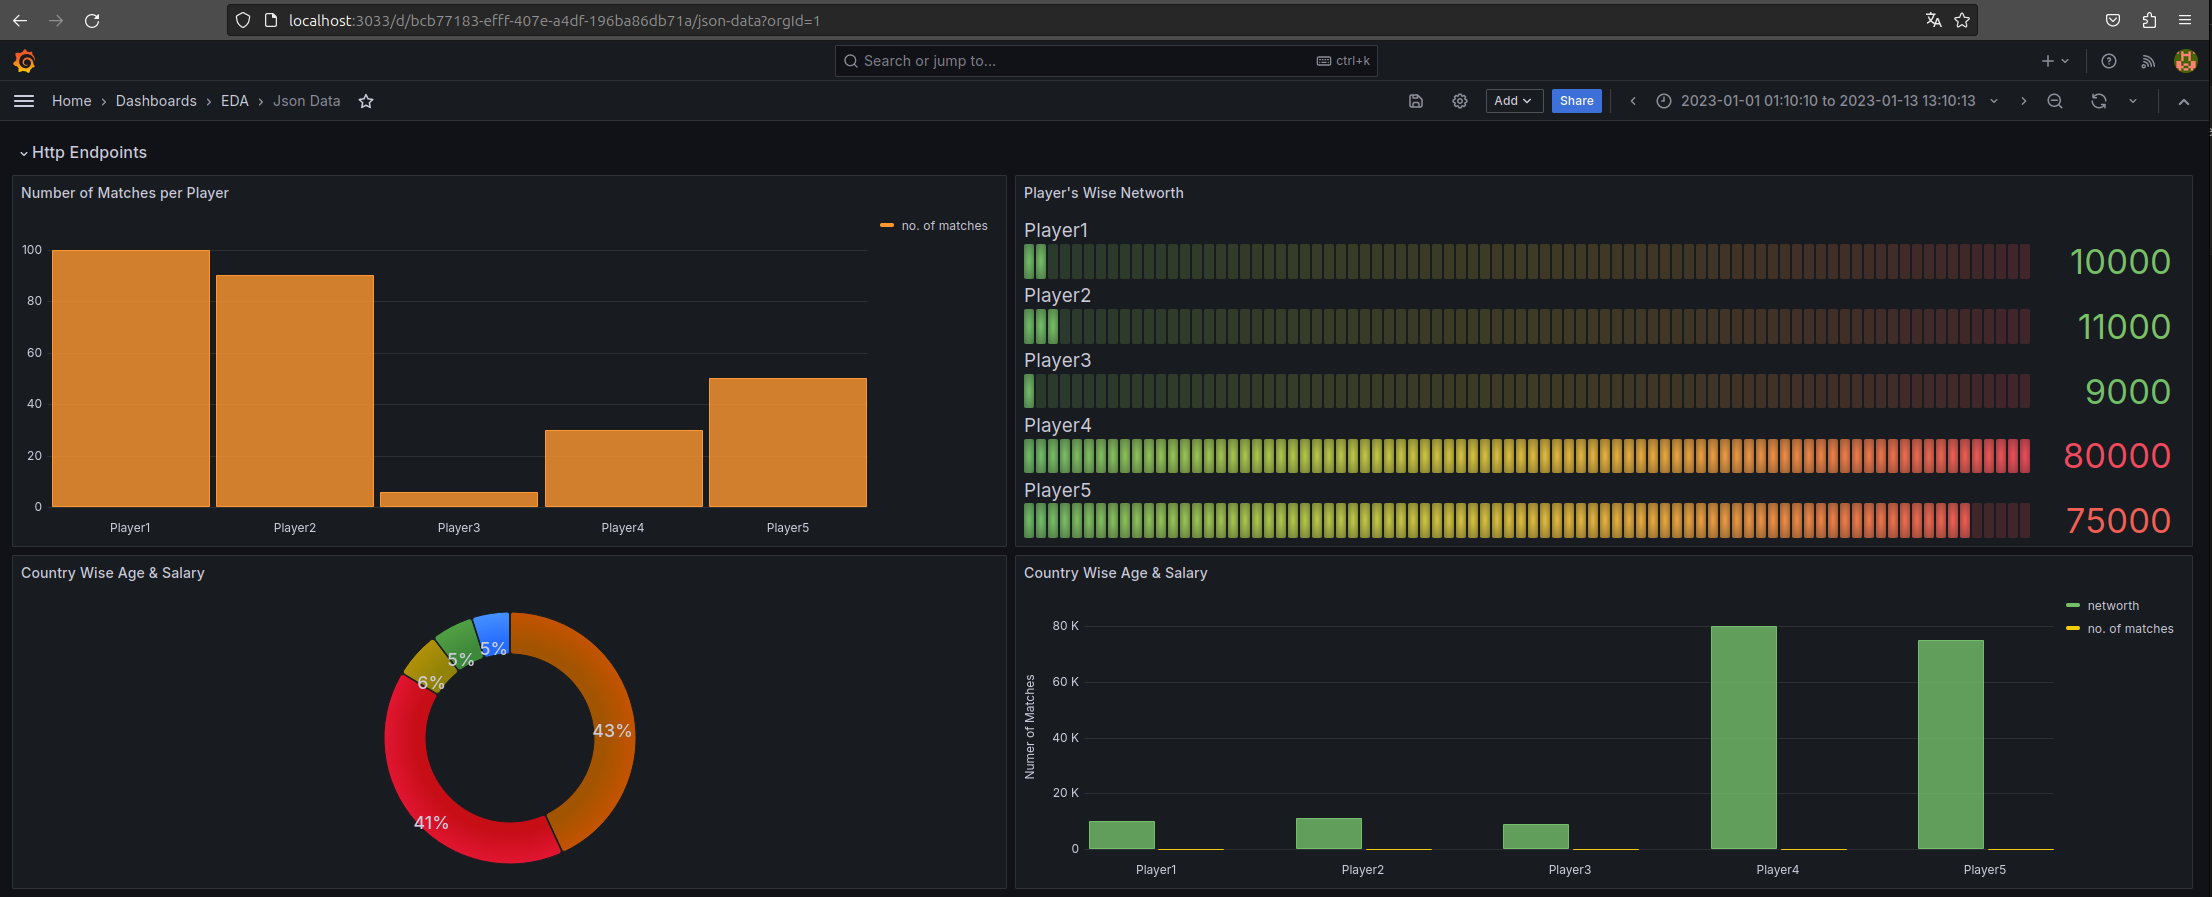 localhost:3033/d/bcb77183-efff-407e-a4df-196ba86db71a/json-data?orgId=1
Search or jump to...
ctrl+k
Home › Dashboards › EDA › Json Data
Add
Share
2023-01-01 01:10:10 to 2023-01-13 13:10:13
Http Endpoints
Number of Matches per Player
no. of matches
100
80
60
40
20
0
Player1
Player2
Player3
Player4
Player5
Player's Wise Networth
Player1
10000
Player2
11000
Player3
9000
Player4
80000
Player5
75000
Country Wise Age & Salary
5%
5%
6%
43%
41%
Country Wise Age & Salary
networth
no. of matches
Numer of Matches
80 K
60 K
40 K
20 K
0
Player1
Player2
Player3
Player4
Player5